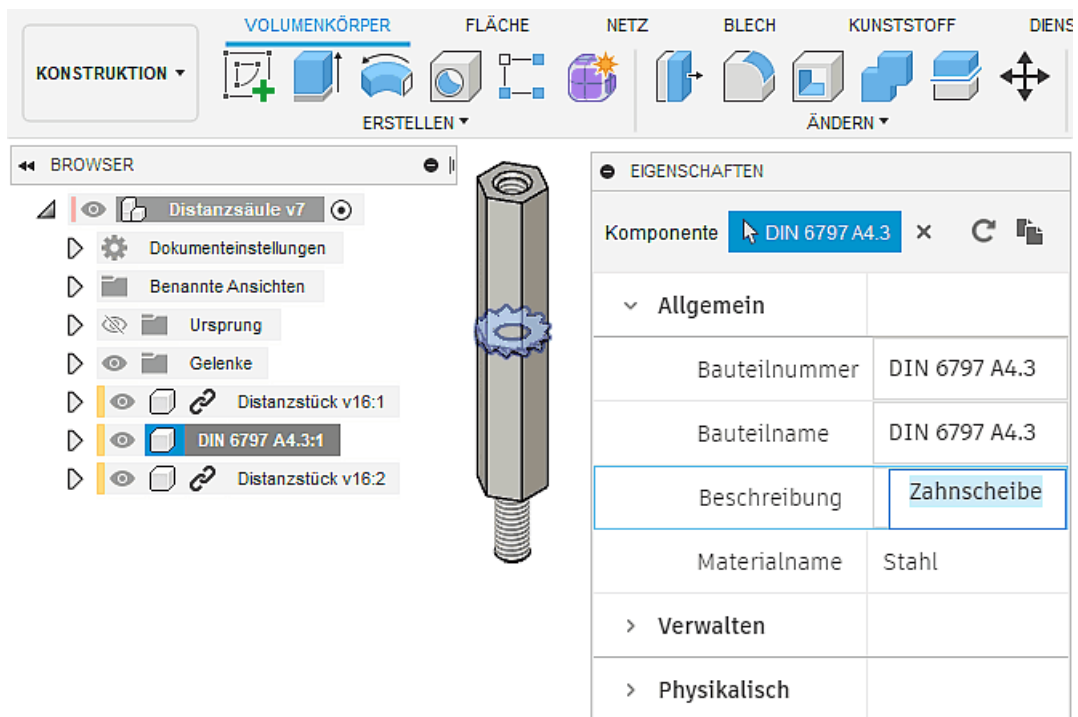 VOLUMENKÖRPER FLÄCHE NETZ BLECH KUNSTSTOFF DIENS
KONSTRUKTION
ERSTELLEN ÄNDERN
BROWSER
Distanzsäule v7
Dokumenteinstellungen
Benannte Ansichten
Ursprung
Gelenke
Distanzstück v16:1
DIN 6797 A4.3:1
Distanzstück v16:2
EIGENSCHAFTEN
Komponente DIN 6797 A4.3
Allgemein
Bauteilnummer DIN 6797 A4.3
Bauteilname DIN 6797 A4.3
Beschreibung Zahnscheibe
Materialname Stahl
Verwalten
Physikalisch